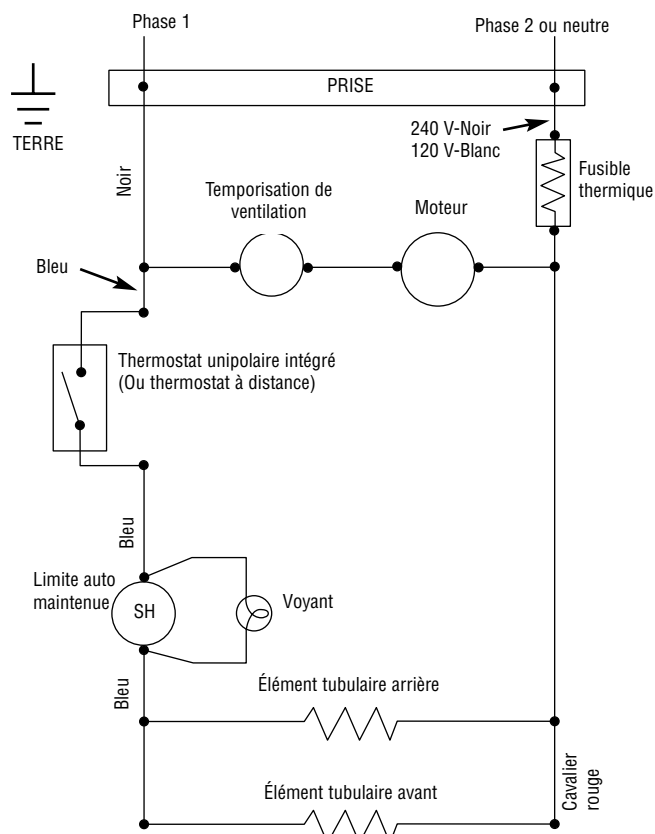 Phase 1
Phase 2 ou neutre
PRISE
TERRE
240 V-Noir
120 V-Blanc
Noir
Temporisation de
ventilation
Moteur
Fusible
thermique
Bleu
Thermostat unipolaire intégré
(Ou thermostat à distance)
Bleu
Limite auto
maintenue
SH
Voyant
Bleu
Élément tubulaire arrière
Élément tubulaire avant
Cavalier
rouge